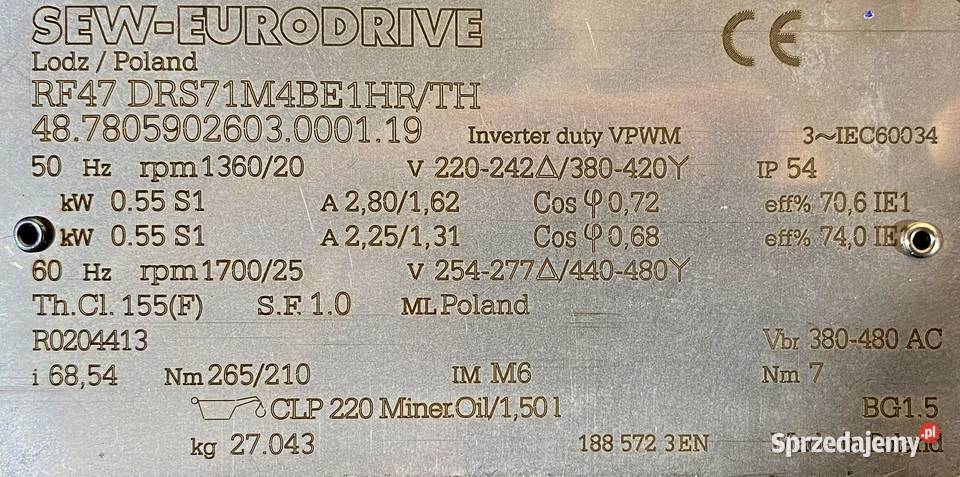 SEW-EURODRIVE CE
Lodz / Poland
RF47 DRS71M4BE1HR/TH
48.7805902603.0001.19 Inverter duty VPWM 3~IEC60034
50 Hz rpm 1360/20 V 220-242△/380-420Y IP 54
kW 0.55 S1 A 2,80/1,62 Cos φ 0,72 eff% 70,6 IE1
kW 0.55 S1 A 2,25/1,31 Cos φ 0,68 eff% 74,0
60 Hz rpm 1700/25 V 254-277△/440-480Y
Th.Cl. 155(F) S.F. 1.0 ML Poland
R0204413 Vbr 380-480 AC
i 68,54 Nm 265/210 IM M6 Nm 7
CLP 220 Miner.Oil/1,50 l BG1.5
kg 27.043 188 572 3 EN
Sprzedajemy.pl